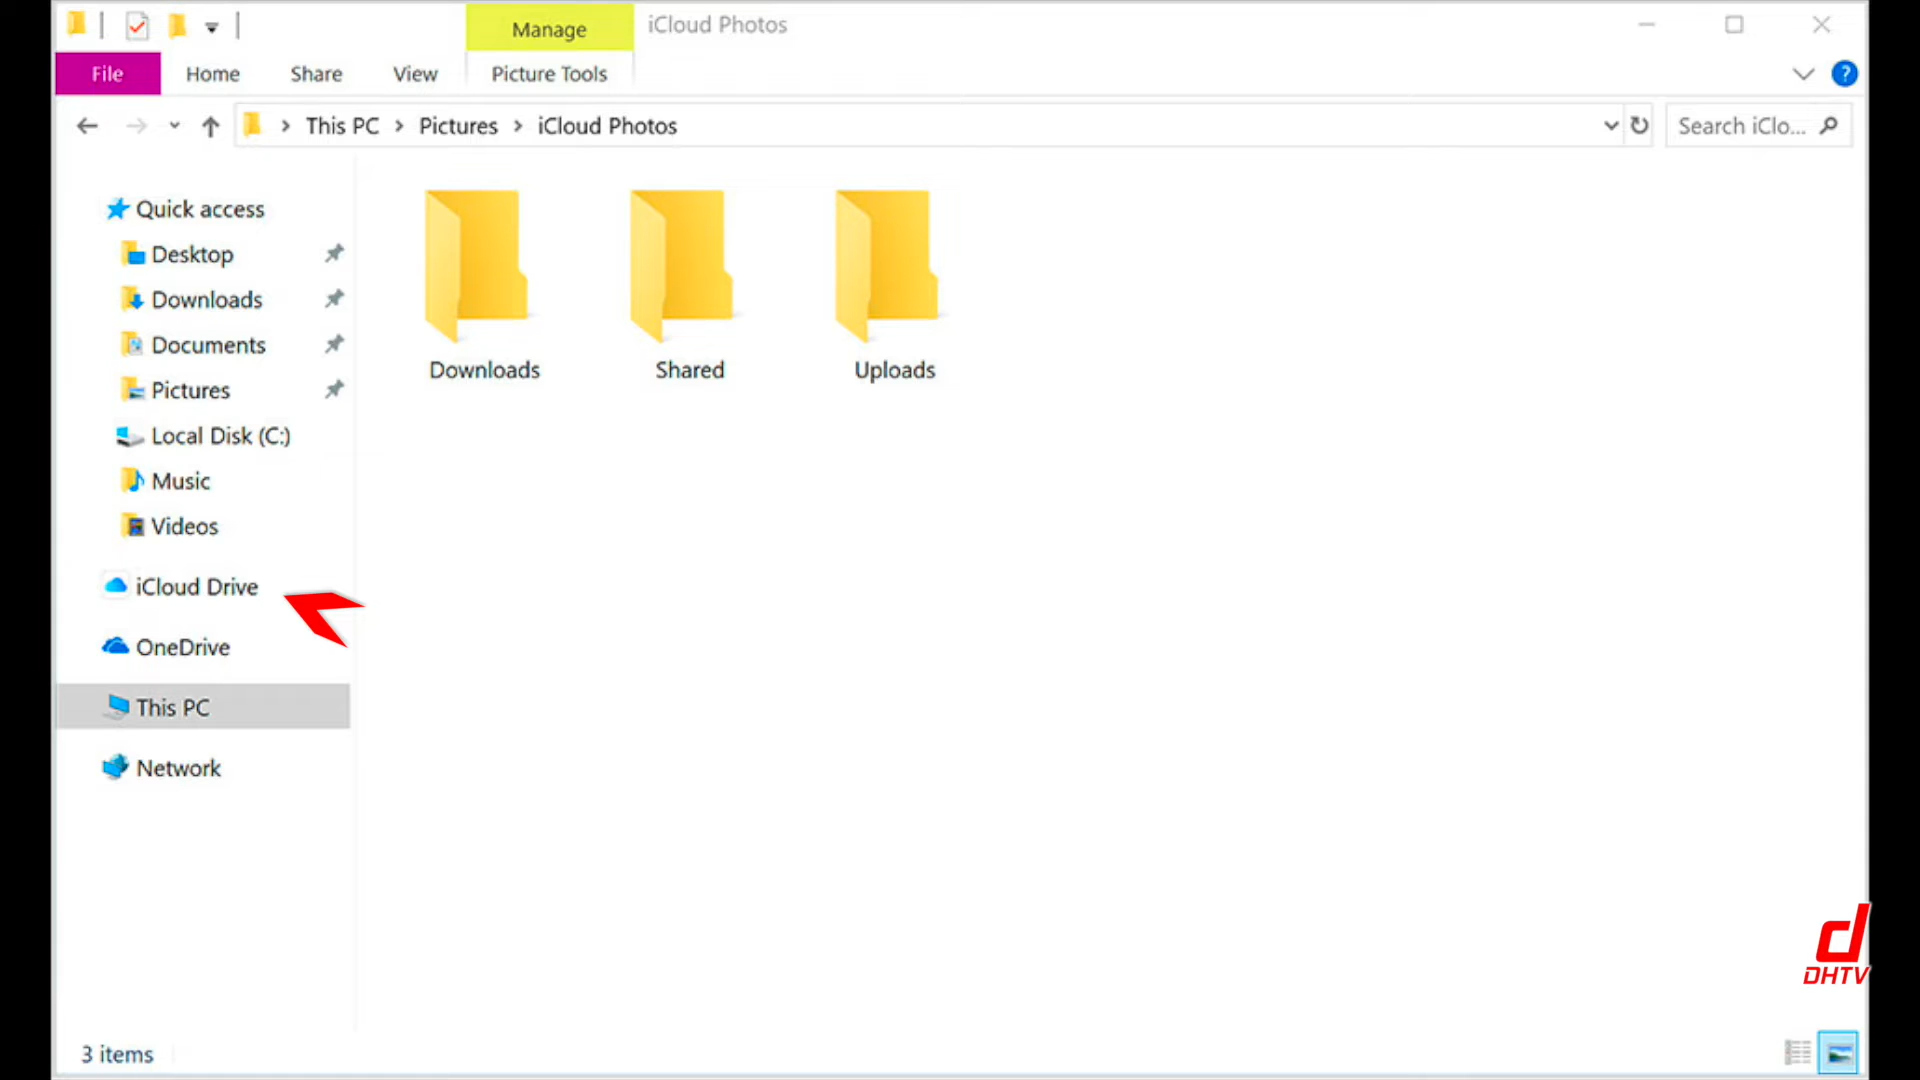 Manage
iCloud Photos
File
Home
Share
View
Picture Tools
?
This PC > Pictures > iCloud Photos
Search iClo...
Quick access
Desktop
Downloads
Documents
Pictures
Local Disk (C:)
Music
Videos
iCloud Drive
OneDrive
This PC
Network
Downloads
Shared
Uploads
d
DHTV
3 items